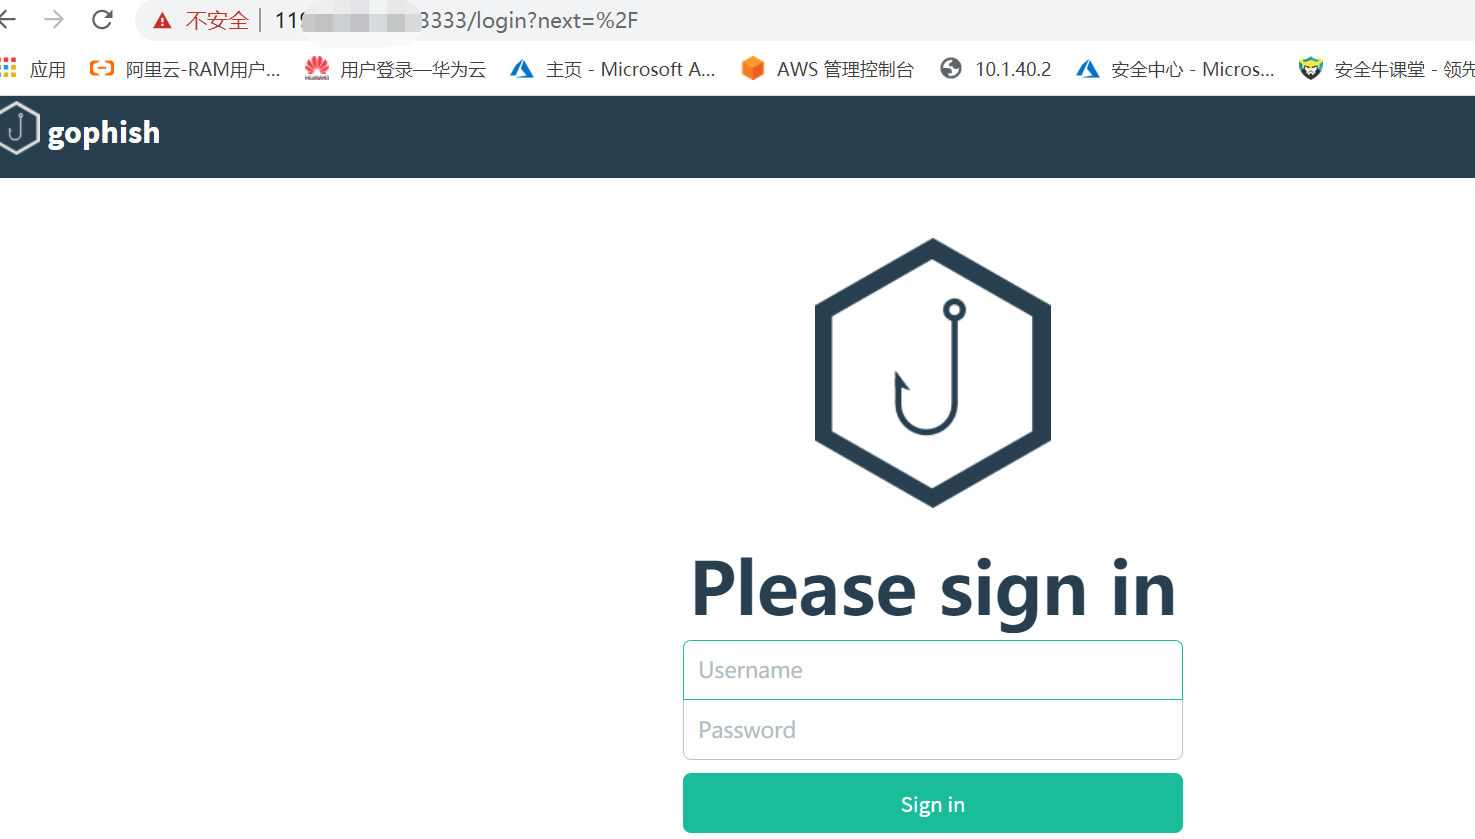 不安全 | 119 3333/login?next=%2F
应用 阿里云-RAM用户... 用户登录—华为云 主页 - Microsoft A... AWS 管理控制台 10.1.40.2 安全中心 - Micros... 安全牛课堂 - 领先
gophish
Please sign in
Username
Password
Sign in